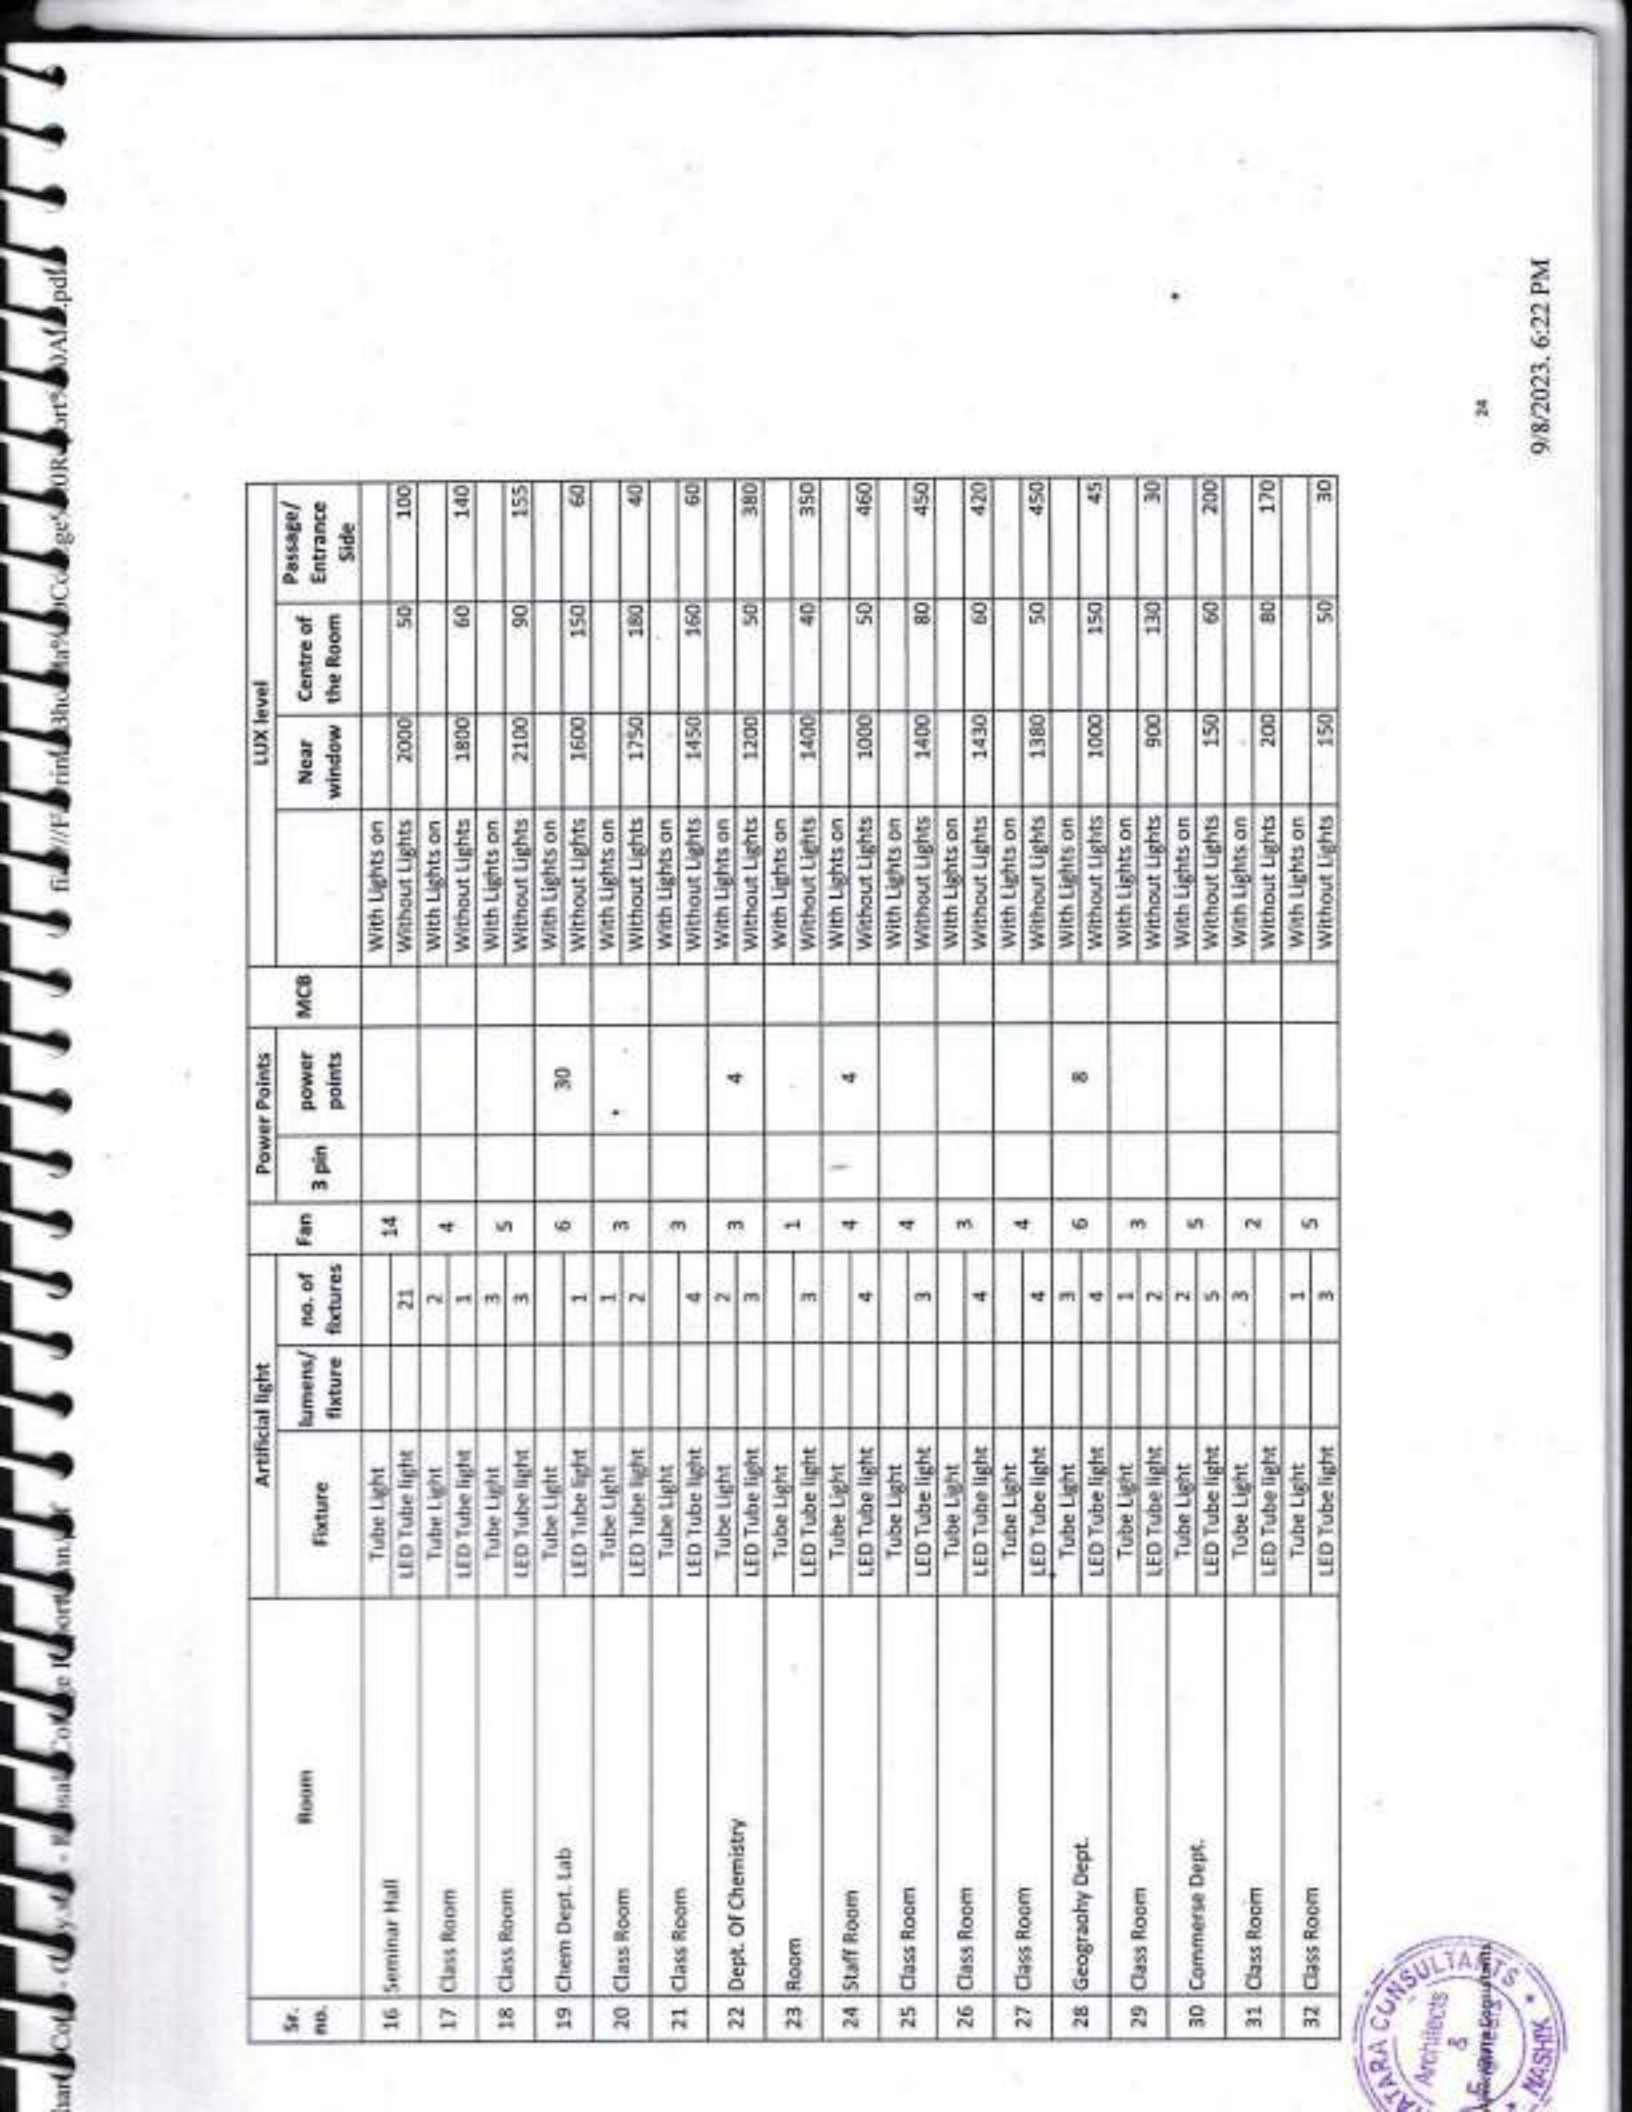 LUX level
Passage/ Entrance Side
Centre of the Room
Near window
MCB
Power Points
power points
3 pin
Fan
Artificial light
no. of fixtures
lumens/ fixture
Fixture
Room
Sr. no.
16 Seminar Hall Tube Light 14 With Lights on
LED Tube light 21 Without Lights 2000 50 100
17 Class Room Tube Light 2 4 With Lights on
LED Tube light 1 Without Lights 1800 60 140
18 Class Room Tube Light 3 5 With Lights on
LED Tube light 3 Without Lights 2100 90 155
19 Chem Dept. Lab Tube Light 6 30 With Lights on
LED Tube light 1 Without Lights 1600 150 60
20 Class Room Tube Light 1 3 With Lights on
LED Tube light 2 Without Lights 1750 180 40
21 Class Room Tube Light 3 With Lights on
LED Tube light 4 Without Lights 1450 160 60
22 Dept. Of Chemistry Tube Light 2 3 4 With Lights on
LED Tube light 3 Without Lights 1200 50 380
23 Room Tube Light 1 With Lights on
LED Tube light 3 Without Lights 1400 40 350
24 Staff Room Tube Light 4 4 With Lights on
LED Tube light 4 Without Lights 1000 50 460
25 Class Room Tube Light 4 With Lights on
LED Tube light 3 Without Lights 1400 80 450
26 Class Room Tube Light 3 With Lights on
LED Tube light 4 Without Lights 1430 60 420
27 Class Room Tube Light 4 With Lights on
LED Tube light 4 Without Lights 1380 50 450
28 Geograohy Dept. Tube Light 3 6 8 With Lights on
LED Tube light 4 Without Lights 1000 150 45
29 Class Room Tube Light 1 3 With Lights on
LED Tube light 2 Without Lights 900 130 30
30 Commerse Dept. Tube Light 2 5 With Lights on
LED Tube light 5 Without Lights 150 60 200
31 Class Room Tube Light 3 2 With Lights on
LED Tube light Without Lights 200 80 170
32 Class Room Tube Light 1 5 With Lights on
LED Tube light 3 Without Lights 150 50 30
24
9/8/2023, 6:22 PM
CONSULTANTS
Architects
&
NASHIK